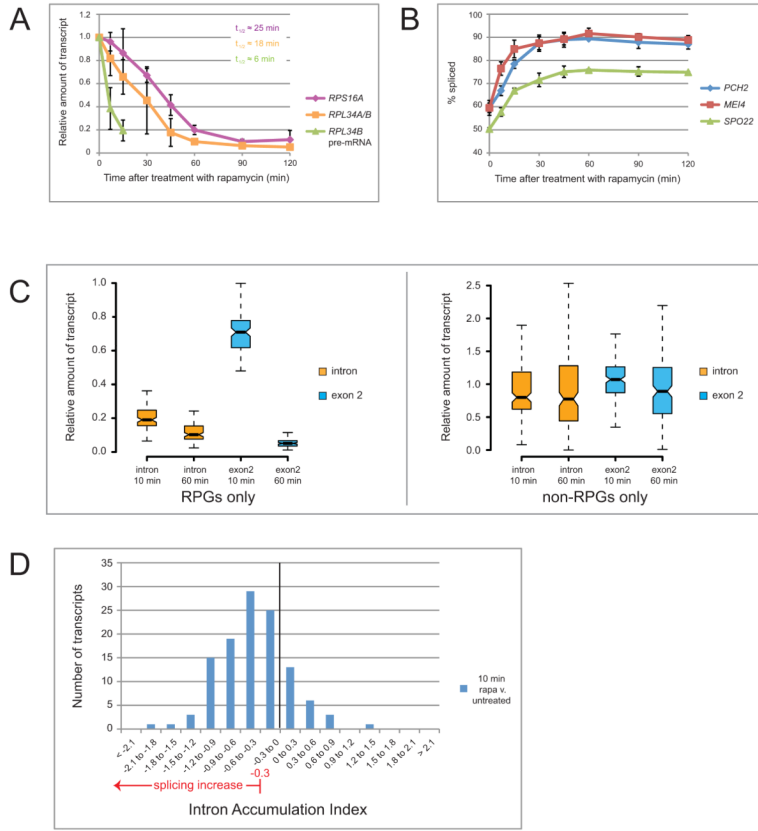 A
Relative amount of transcript
1.2
1.0
0.8
0.6
0.4
0.2
0
0
30
60
90
120
Time after treatment with rapamycin (min)
t1/2 = 25 min
t1/2 = 18 min
t1/2 = 6 min
RPS16A
RPL34A/B
RPL34B
pre-mRNA
B
% spliced
100
90
80
70
60
50
40
0
30
60
90
120
Time after treatment with rapamycin (min)
PCH2
MEI4
SPO22
C
Relative amount of transcript
1.0
0.8
0.6
0.4
0.2
0.0
intron
10 min
intron
60 min
exon2
10 min
exon2
60 min
RPGs only
intron
exon 2
Relative amount of transcript
2.5
2.0
1.5
1.0
0.5
0.0
intron
10 min
intron
60 min
exon2
10 min
exon2
60 min
non-RPGs only
intron
exon 2
D
Number of transcripts
35
30
25
20
15
10
5
0
< -2.1
-2.1 to -1.8
-1.8 to -1.5
-1.5 to -1.2
-1.2 to -0.9
-0.9 to -0.6
-0.6 to -0.3
-0.3 to 0
0 to 0.3
0.3 to 0.6
0.6 to 0.9
0.9 to 1.2
1.2 to 1.5
1.5 to 1.8
1.8 to 2.1
> 2.1
-0.3
splicing increase
Intron Accumulation Index
10 min
rapa v.
untreated